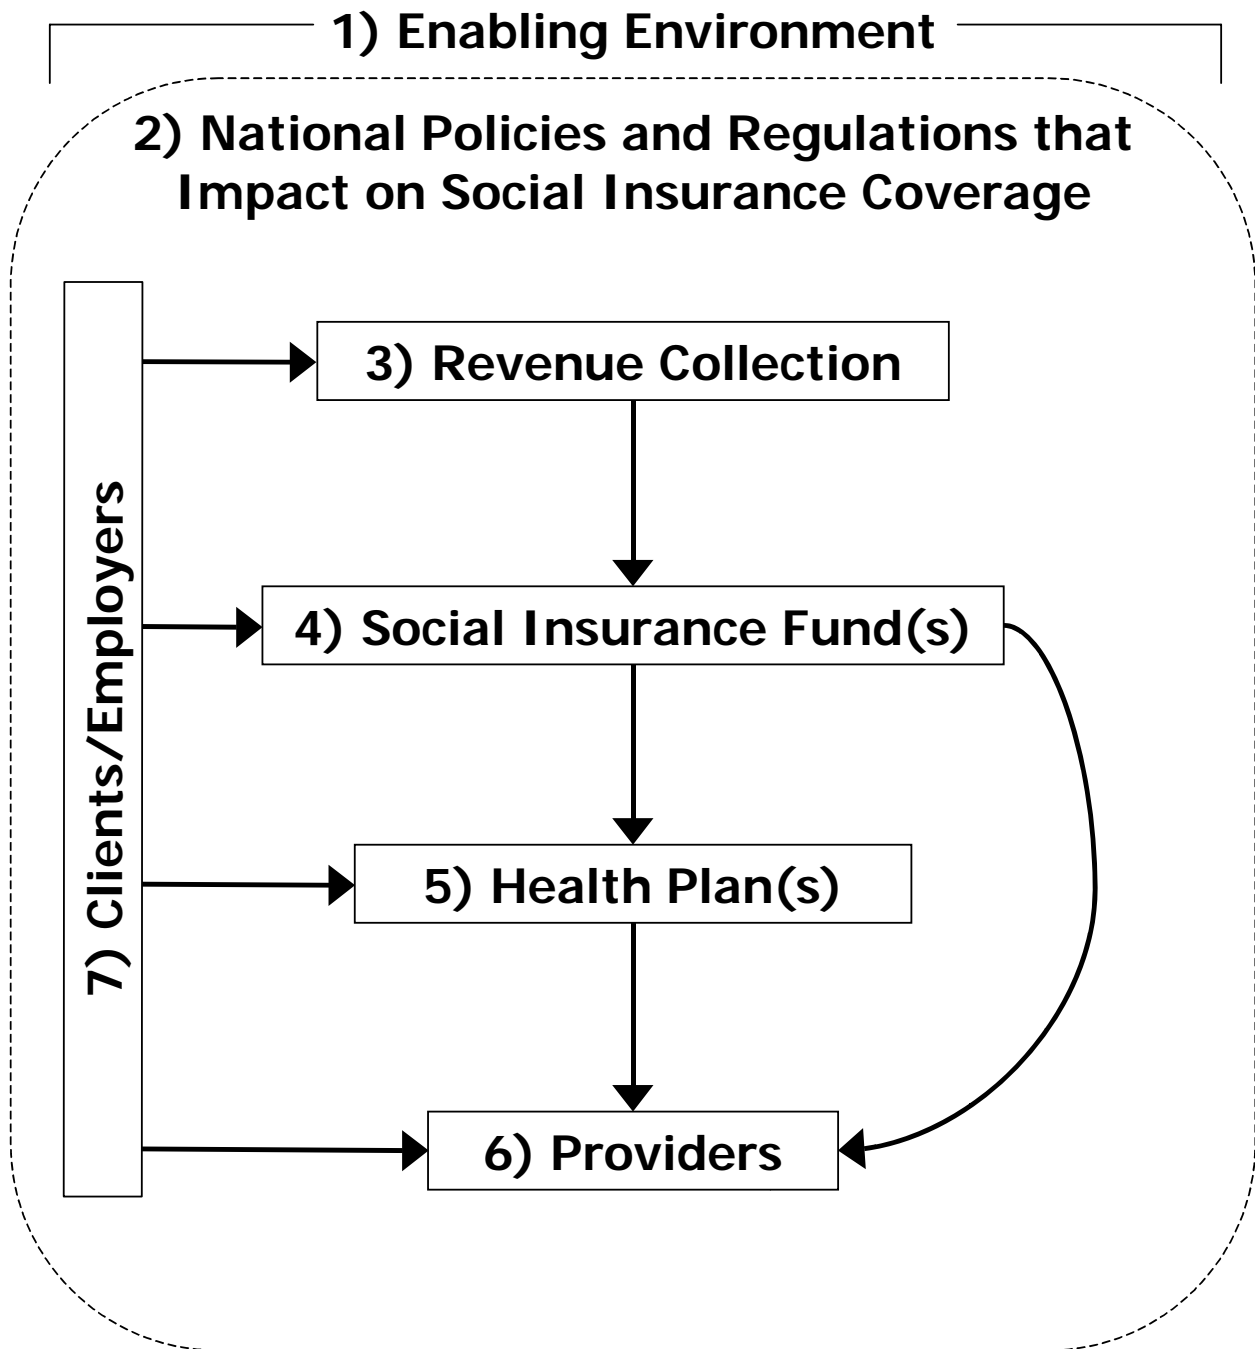 1) Enabling Environment
2) National Policies and Regulations that
Impact on Social Insurance Coverage
3) Revenue Collection
4) Social Insurance Fund(s)
5) Health Plan(s)
6) Providers
7) Clients/Employers